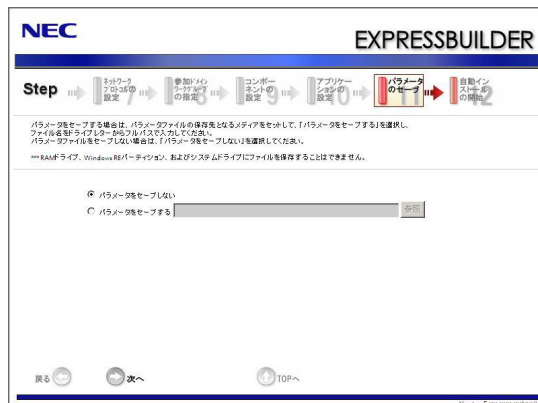 NEC
EXPRESSBUILDER
Step
ネットワーク
プロトコルの
設定
7
参加ドメイン
ワークグループ
の指定
8
コンポー
ネントの
設定
9
アプリケー
ションの
設定
10
パラメータ
のセーブ
11
自動イン
ストール
の開始
12
パラメータをセーブする場合は、パラメータファイルの保存先となるメディアをセットして、「パラメータをセーブする」を選択し、
ファイル名をドライブレターからフルパスで入力してください。
パラメータファイルをセーブしない場合は、「パラメータをセーブしない」を選択してください。
*** RAMドライブ、Windows REパーティション、およびシステムドライブにファイルを保存することはできません。
パラメータをセーブしない
パラメータをセーブする
参照
戻る
次へ
TOPへ